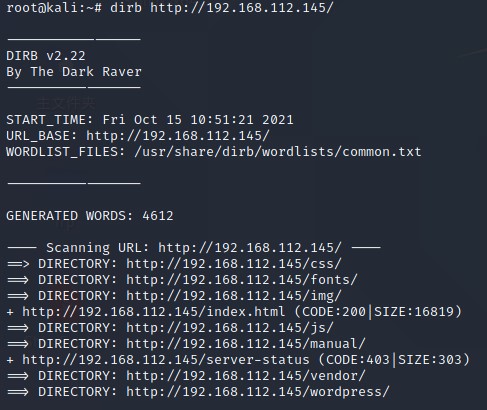 root@kali:~# dirb http://192.168.112.145/
-----------------
DIRB v2.22
By The Dark Raver
-----------------
START_TIME: Fri Oct 15 10:51:21 2021
URL_BASE: http://192.168.112.145/
WORDLIST_FILES: /usr/share/dirb/wordlists/common.txt
-----------------
GENERATED WORDS: 4612
---- Scanning URL: http://192.168.112.145/ ----
==> DIRECTORY: http://192.168.112.145/css/
==> DIRECTORY: http://192.168.112.145/fonts/
==> DIRECTORY: http://192.168.112.145/img/
+ http://192.168.112.145/index.html (CODE:200|SIZE:16819)
==> DIRECTORY: http://192.168.112.145/js/
==> DIRECTORY: http://192.168.112.145/manual/
+ http://192.168.112.145/server-status (CODE:403|SIZE:303)
==> DIRECTORY: http://192.168.112.145/vendor/
==> DIRECTORY: http://192.168.112.145/wordpress/